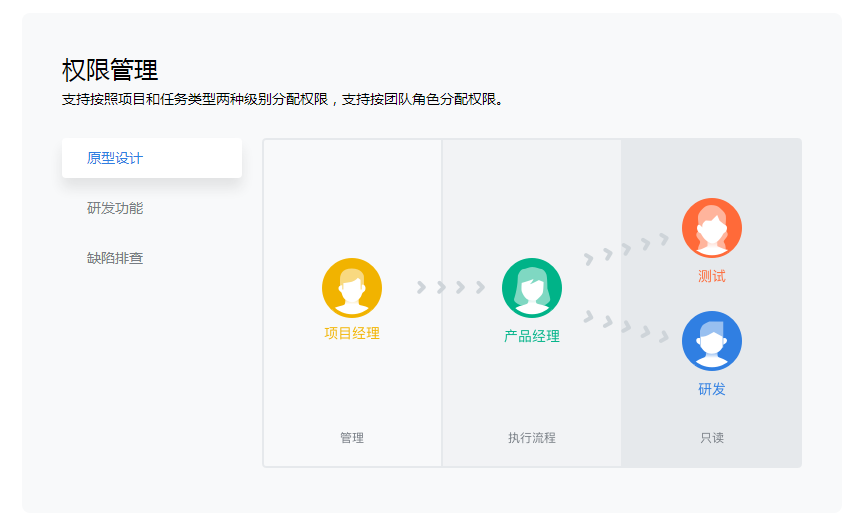 权限管理
支持按照项目和任务类型两种级别分配权限，支持按团队角色分配权限。
原型设计
研发功能
缺陷排查
项目经理
产品经理
测试
研发
管理
执行流程
只读